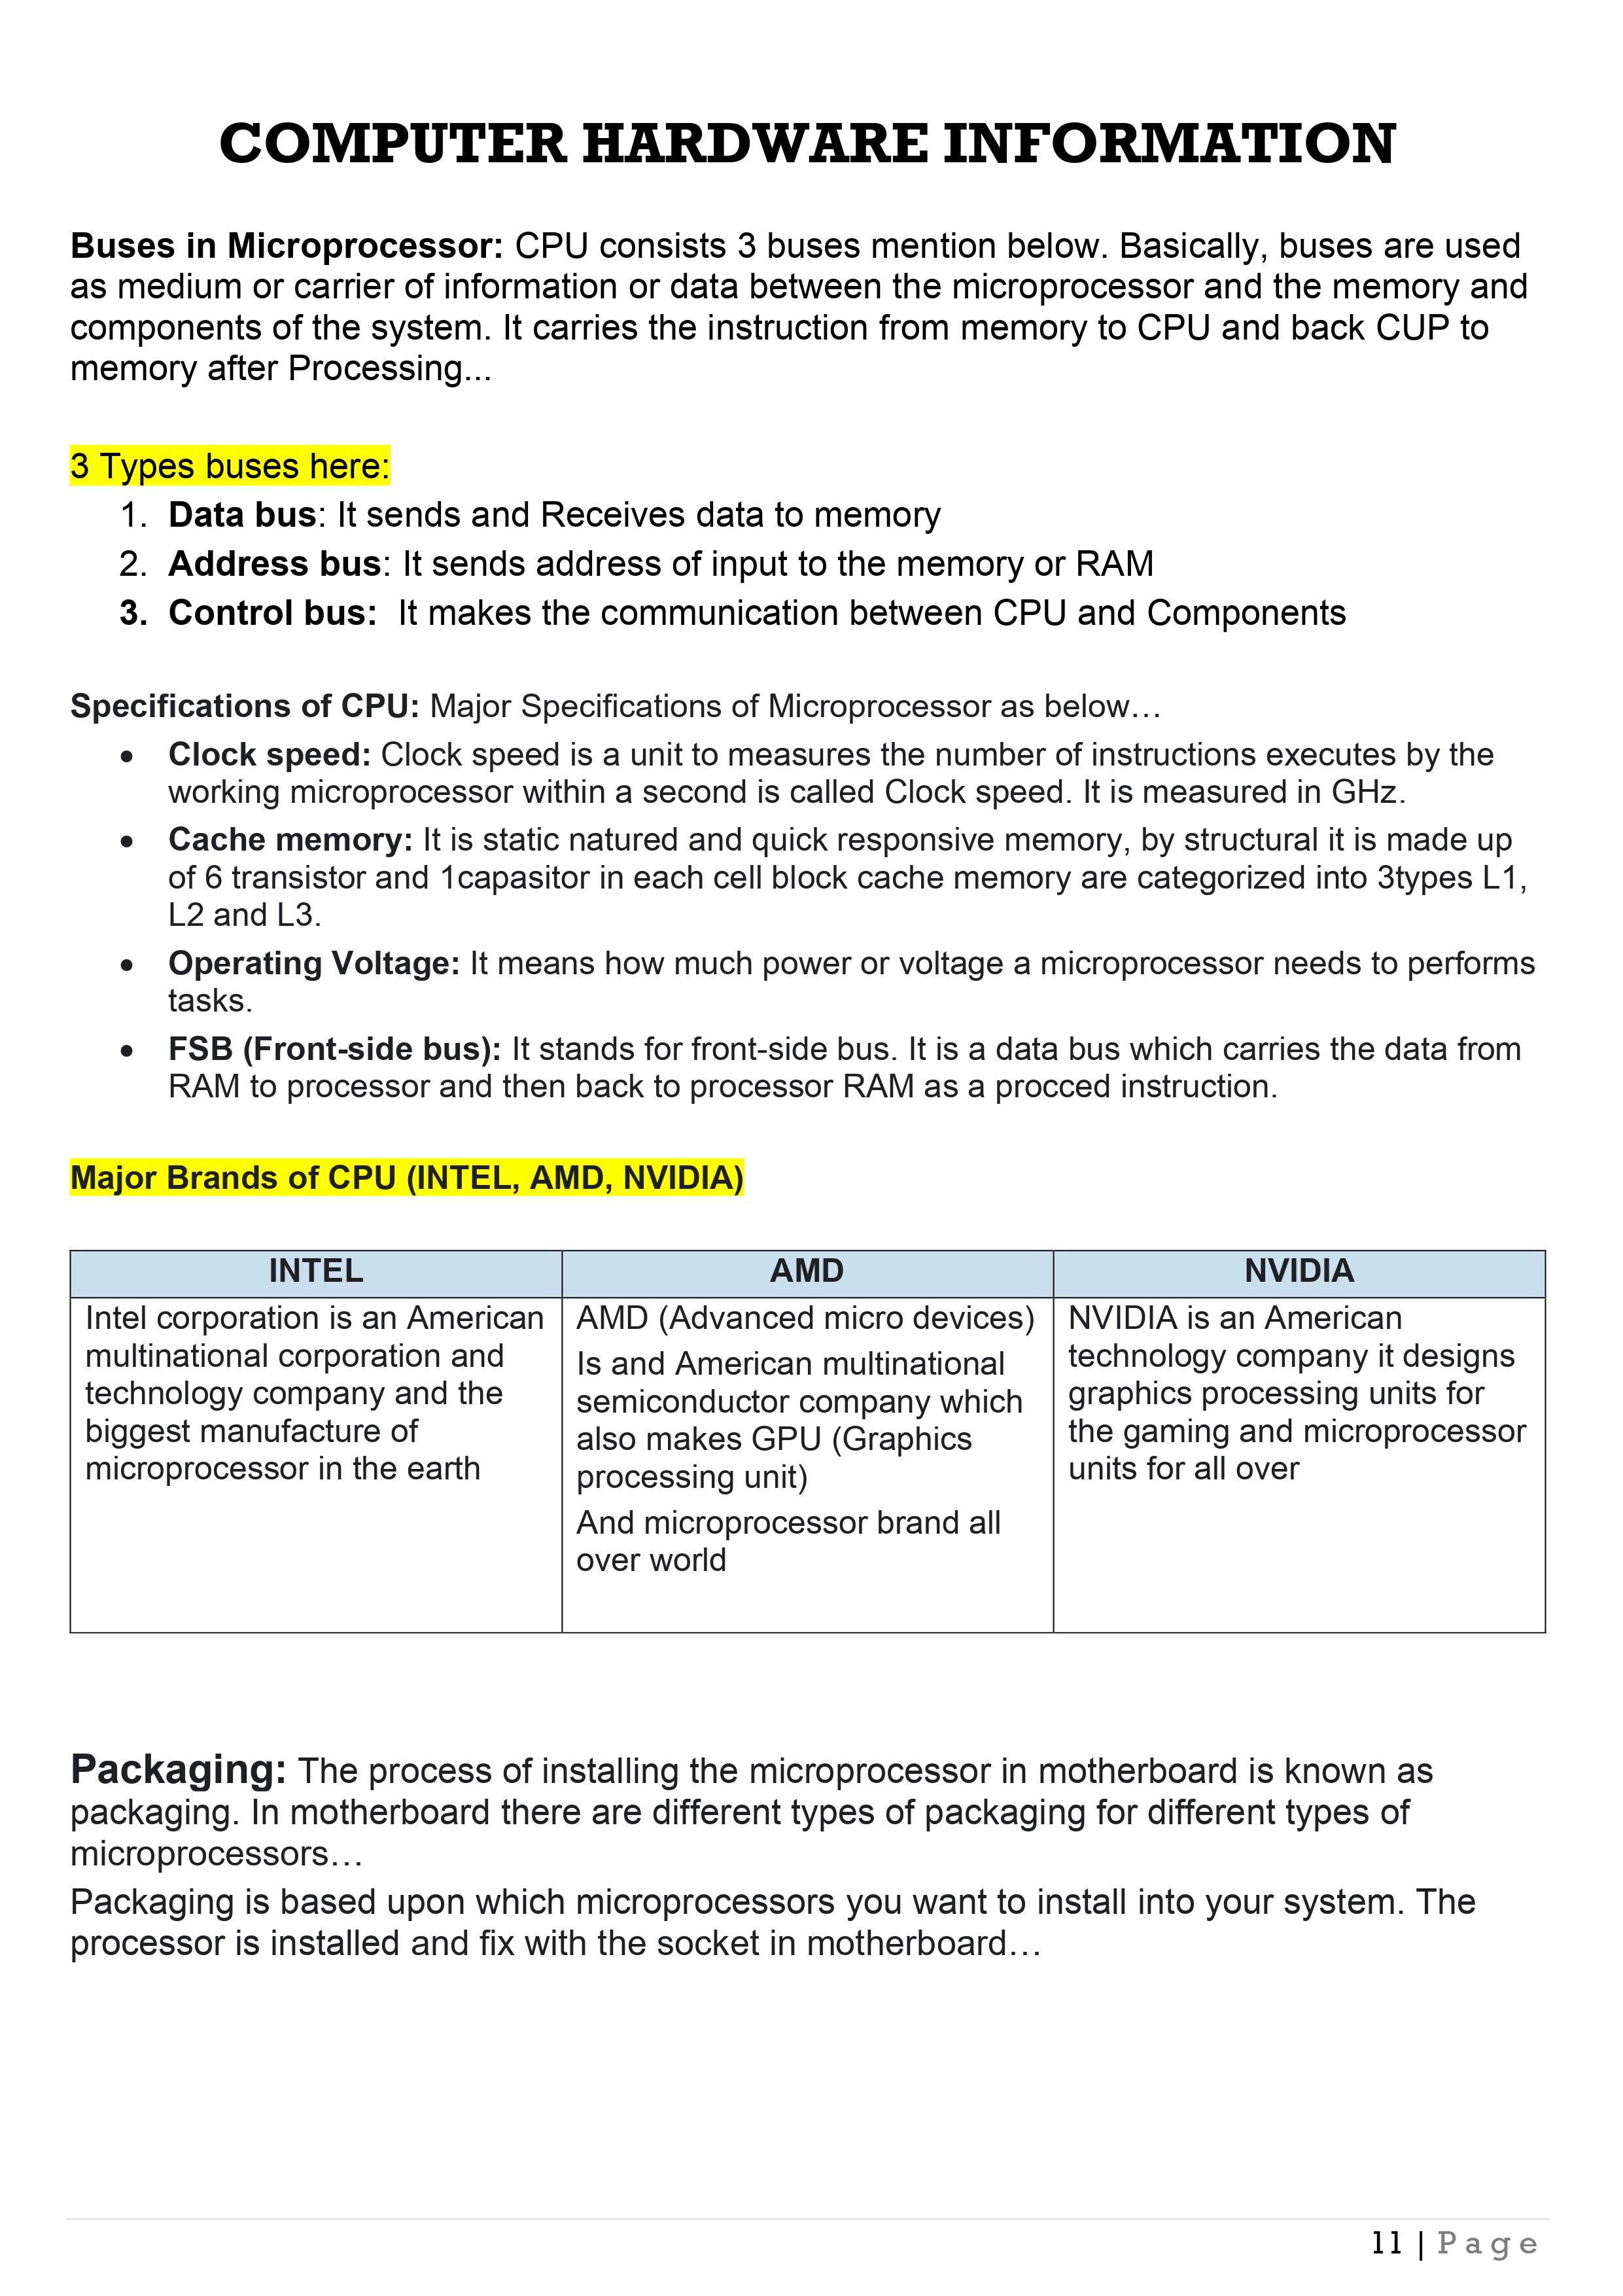 COMPUTER HARDWARE INFORMATION
Buses in Microprocessor: CPU consists 3 buses mention below. Basically, buses are used
as medium or carrier of information or data between the microprocessor and the memory and
components of the system. It carries the instruction from memory to CPU and back CUP to
memory after Processing...
3 Types buses here:
1. Data bus: It sends and Receives data to memory
2. Address bus: It sends address of input to the memory or RAM
3. Control bus: It makes the communication between CPU and Components
Specifications of CPU: Major Specifications of Microprocessor as below…
• Clock speed: Clock speed is a unit to measures the number of instructions executes by the
working microprocessor within a second is called Clock speed. It is measured in GHz.
• Cache memory: It is static natured and quick responsive memory, by structural it is made up
of 6 transistor and 1capasitor in each cell block cache memory are categorized into 3types L1,
L2 and L3.
• Operating Voltage: It means how much power or voltage a microprocessor needs to performs
tasks.
• FSB (Front-side bus): It stands for front-side bus. It is a data bus which carries the data from
RAM to processor and then back to processor RAM as a procced instruction.
Major Brands of CPU (INTEL, AMD, NVIDIA)
INTEL
AMD
NVIDIA
Intel corporation is an American
multinational corporation and
technology company and the
biggest manufacture of
microprocessor in the earth
AMD (Advanced micro devices)
Is and American multinational
semiconductor company which
also makes GPU (Graphics
processing unit)
And microprocessor brand all
over world
NVIDIA is an American
technology company it designs
graphics processing units for
the gaming and microprocessor
units for all over
Packaging: The process of installing the microprocessor in motherboard is known as
packaging. In motherboard there are different types of packaging for different types of
microprocessors…
Packaging is based upon which microprocessors you want to install into your system. The
processor is installed and fix with the socket in motherboard…
11 | Page